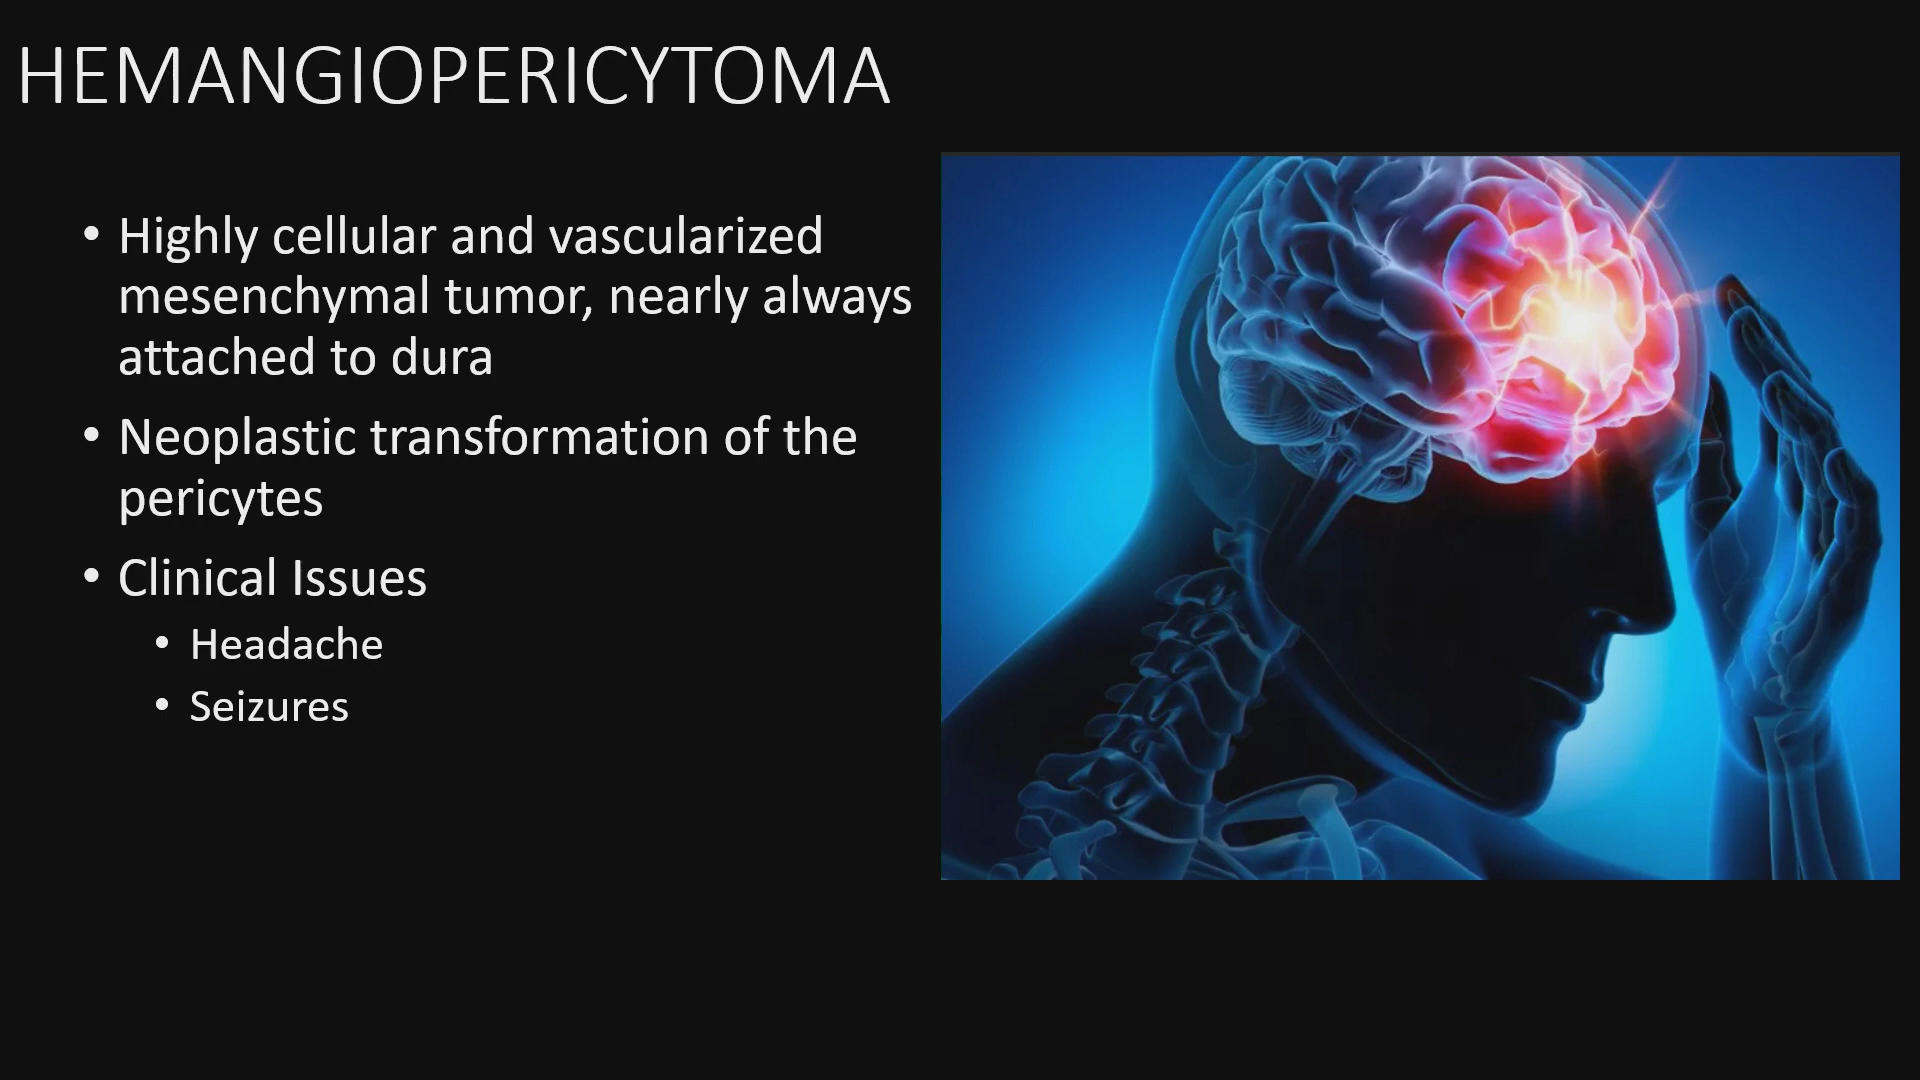 HEMANGIOPERICYTOMA
• Highly cellular and vascularized
mesenchymal tumor, nearly always
attached to dura
• Neoplastic transformation of the
pericytes
• Clinical Issues
• Headache
• Seizures